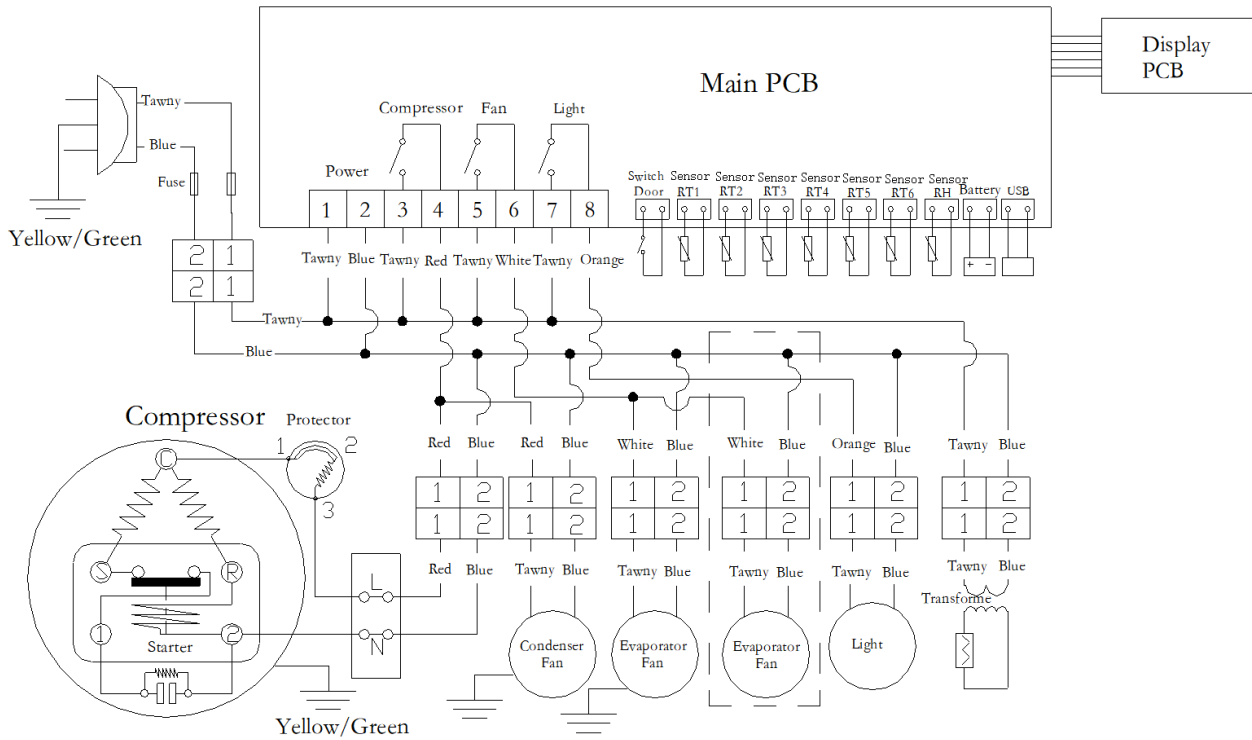 Main PCB
Display
PCB
Tawny
Blue
Fuse
Yellow/Green
Compressor Fan Light
Power
1 2 3 4 5 6 7 8
Switch Sensor Sensor Sensor Sensor Sensor Sensor Sensor
Door RT1 RT2 RT3 RT4 RT5 RT6 RH Battery USB
+ -
Tawny Blue Tawny Red Tawny White Tawny Orange
2 1
2 1
Tawny
Blue
Compressor
Protector
1 2
3
C
S R
1 2
Starter
L
N
Yellow/Green
Red Blue Red Blue White Blue White Blue Orange Blue Tawny Blue
1 2 1 2 1 2 1 2 1 2 1 2
1 2 1 2 1 2 1 2 1 2 1 2
Red Blue Tawny Blue Tawny Blue Tawny Blue Tawny Blue Tawny Blue
Transforme
Condenser
Fan
Evaporator
Fan
Evaporator
Fan
Light